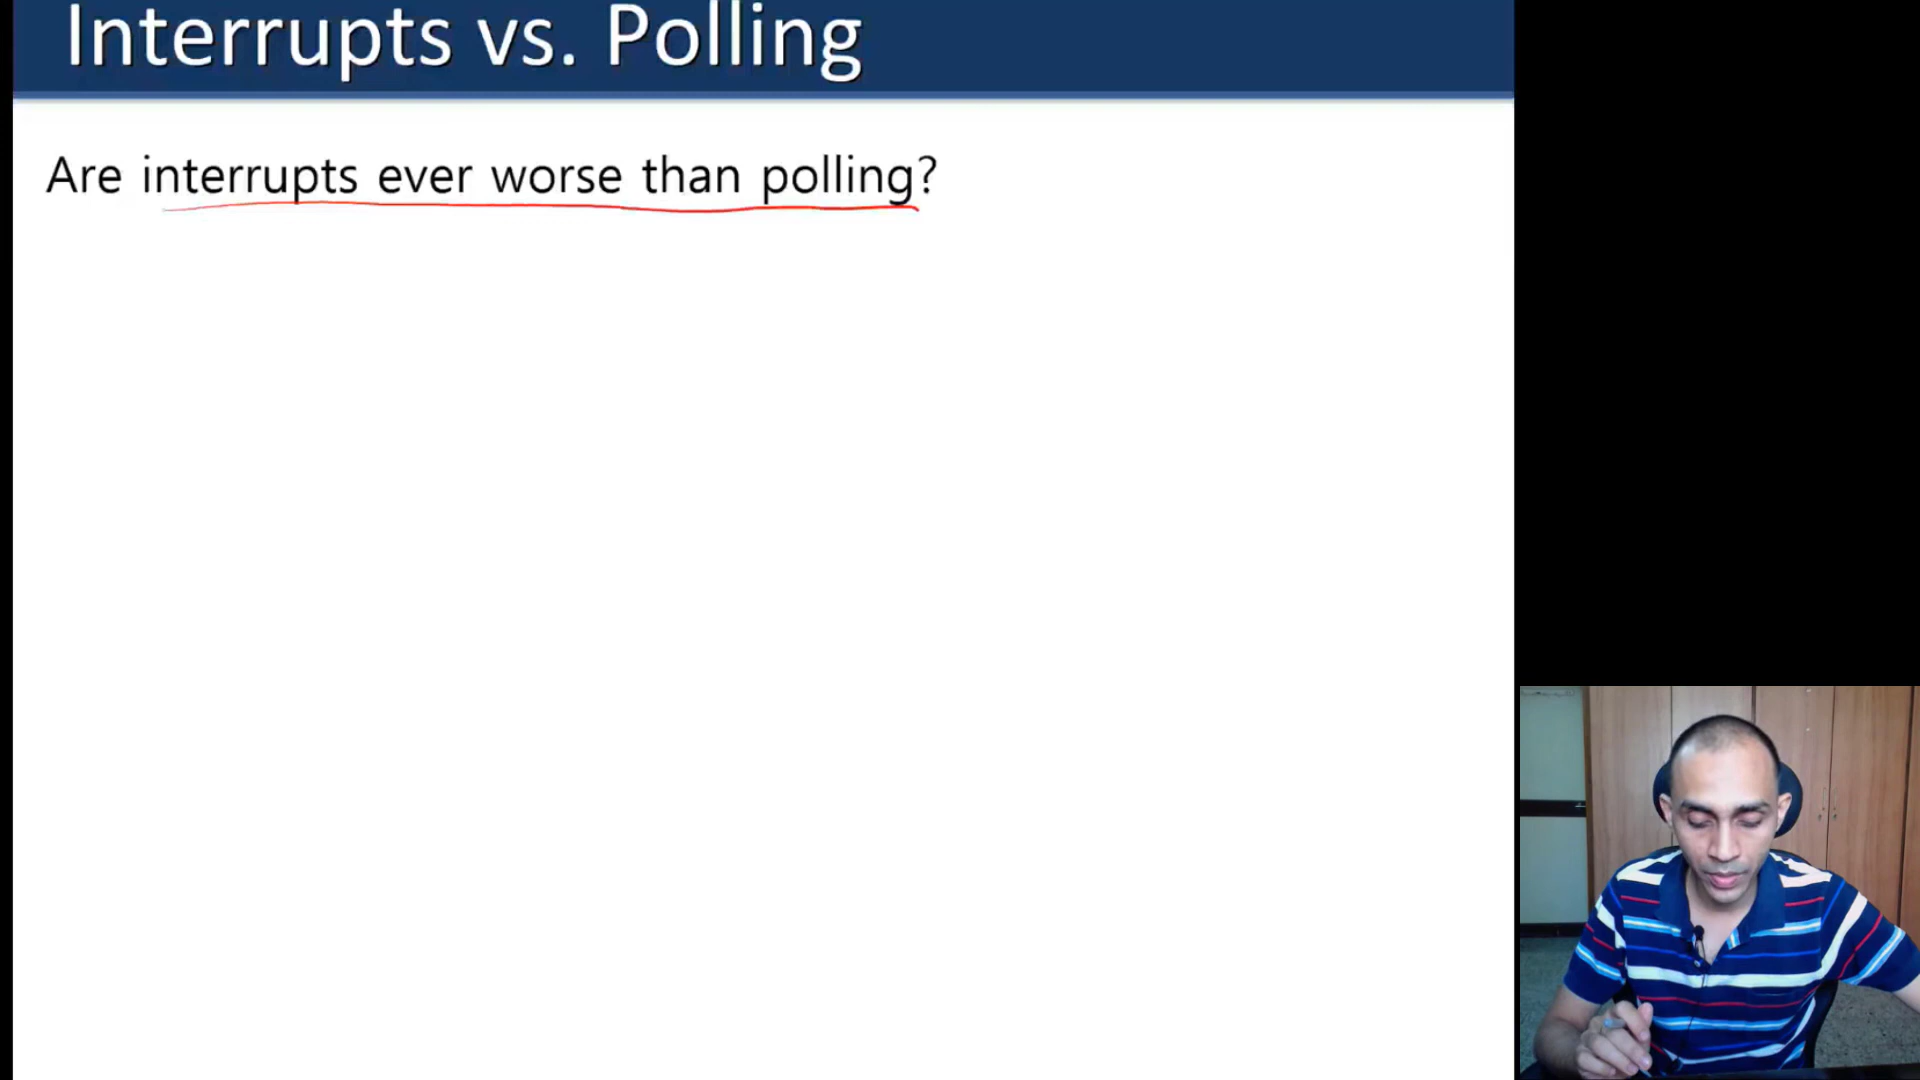 Interrupts vs. Polling
Are interrupts ever worse than polling?